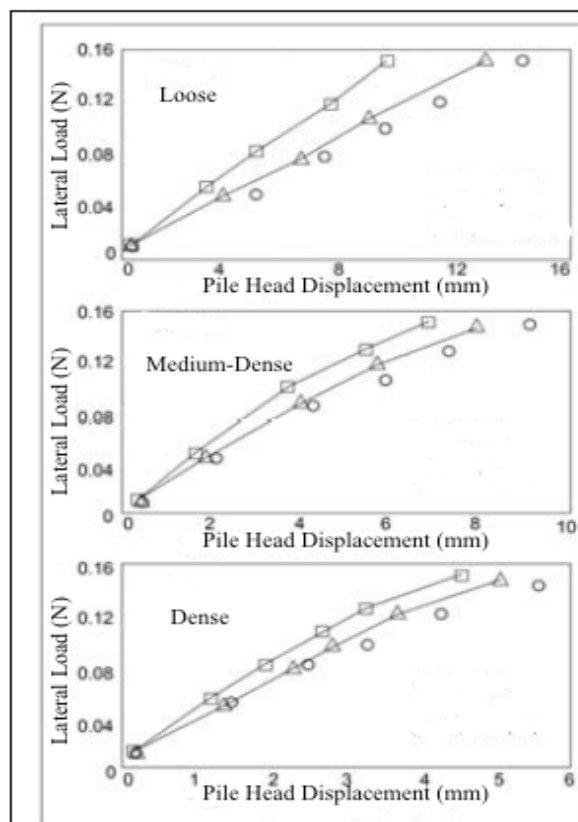 0.16
0.12
0.08
0.04
0
Lateral Load (N)
Loose
0 4 8 12 16
Pile Head Displacement (mm)
0.16
0.12
0.08
0.04
0
Lateral Load (N)
Medium-Dense
0 2 4 6 8 10
Pile Head Displacement (mm)
0.16
0.12
0.08
0.04
0
Lateral Load (N)
Dense
0 1 2 3 4 5 6
Pile Head Displacement (mm)